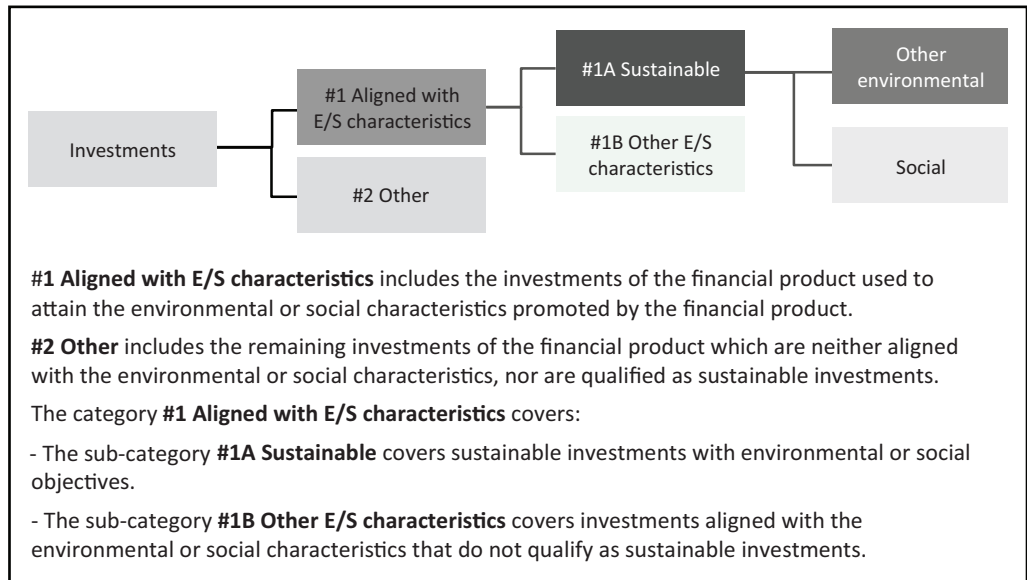 Investments
#1 Aligned with
E/S characteristics
#2 Other
#1A Sustainable
#1B Other E/S
characteristics
Other
environmental
Social
#1 Aligned with E/S characteristics includes the investments of the financial product used to
attain the environmental or social characteristics promoted by the financial product.
#2 Other includes the remaining investments of the financial product which are neither aligned
with the environmental or social characteristics, nor are qualified as sustainable investments.
The category #1 Aligned with E/S characteristics covers:
- The sub-category #1A Sustainable covers sustainable investments with environmental or social
objectives.
- The sub-category #1B Other E/S characteristics covers investments aligned with the
environmental or social characteristics that do not qualify as sustainable investments.